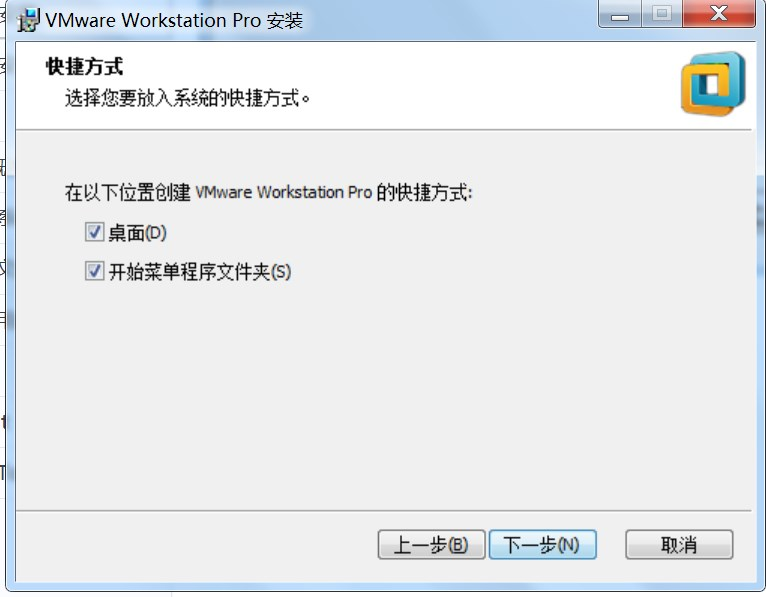 VMware Workstation Pro 安装
快捷方式
选择您要放入系统的快捷方式。
在以下位置创建 VMware Workstation Pro 的快捷方式:
桌面(D)
开始菜单程序文件夹(S)
上一步(B) 下一步(N) 取消